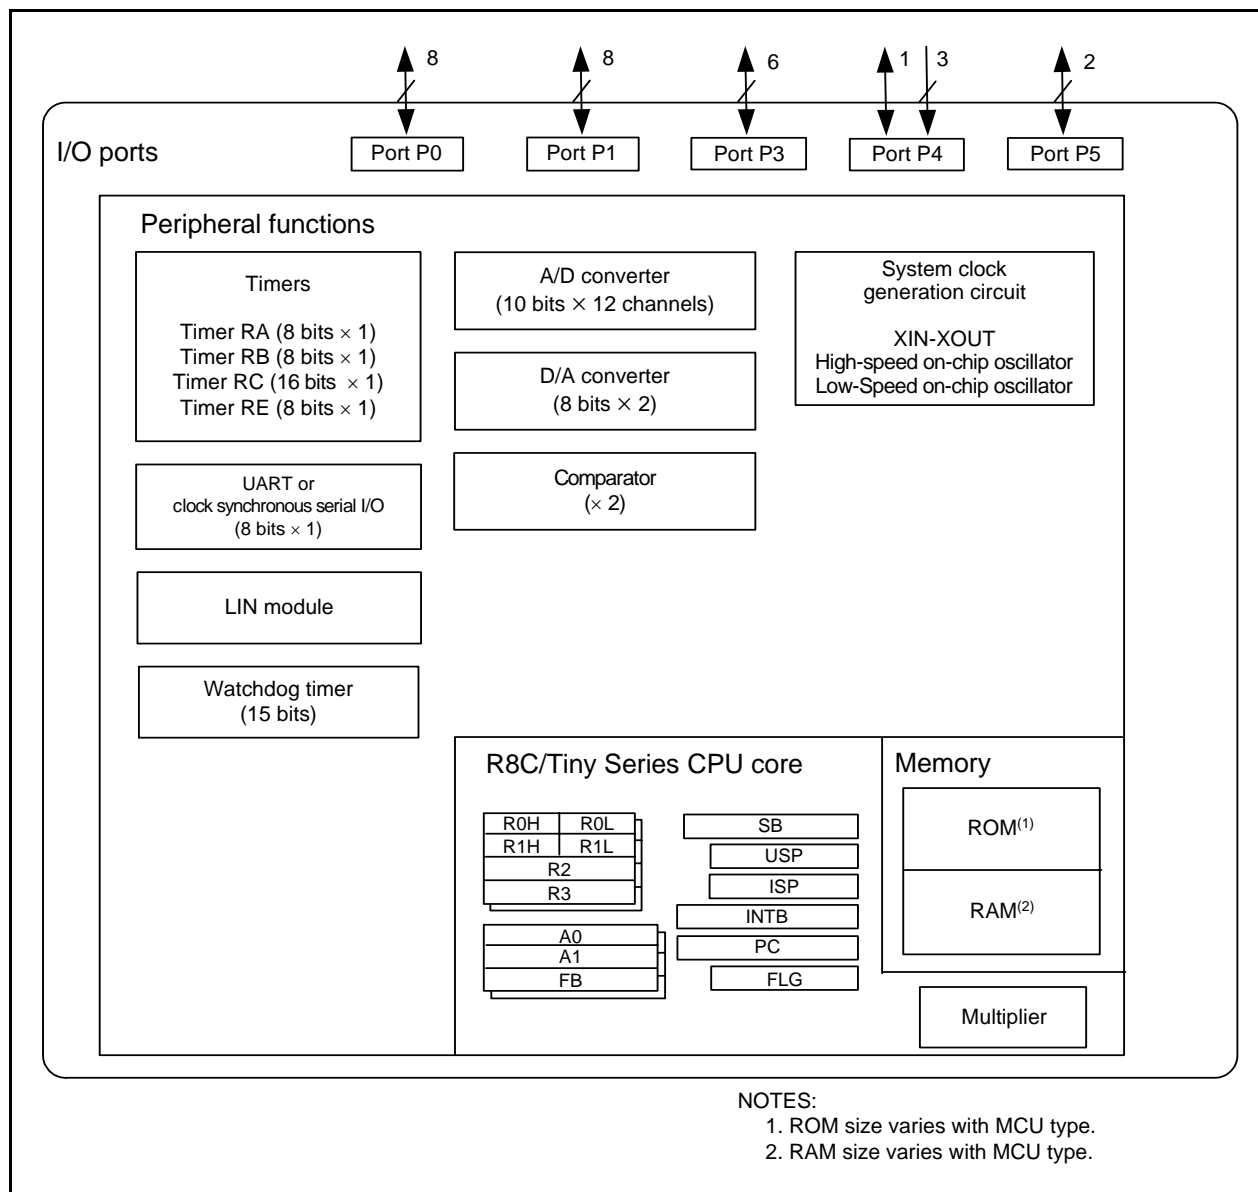 8
8
6
1
3
2
I/O ports
Port P0
Port P1
Port P3
Port P4
Port P5
Peripheral functions
Timers
Timer RA (8 bits × 1)
Timer RB (8 bits × 1)
Timer RC (16 bits × 1)
Timer RE (8 bits × 1)
UART or
clock synchronous serial I/O
(8 bits × 1)
LIN module
Watchdog timer
(15 bits)
A/D converter
(10 bits × 12 channels)
D/A converter
(8 bits × 2)
Comparator
(× 2)
System clock
generation circuit
XIN-XOUT
High-speed on-chip oscillator
Low-Speed on-chip oscillator
R8C/Tiny Series CPU core
R0H
R0L
R1H
R1L
R2
R3
A0
A1
FB
SB
USP
ISP
INTB
PC
FLG
Memory
ROM(1)
RAM(2)
Multiplier
NOTES:
1. ROM size varies with MCU type.
2. RAM size varies with MCU type.